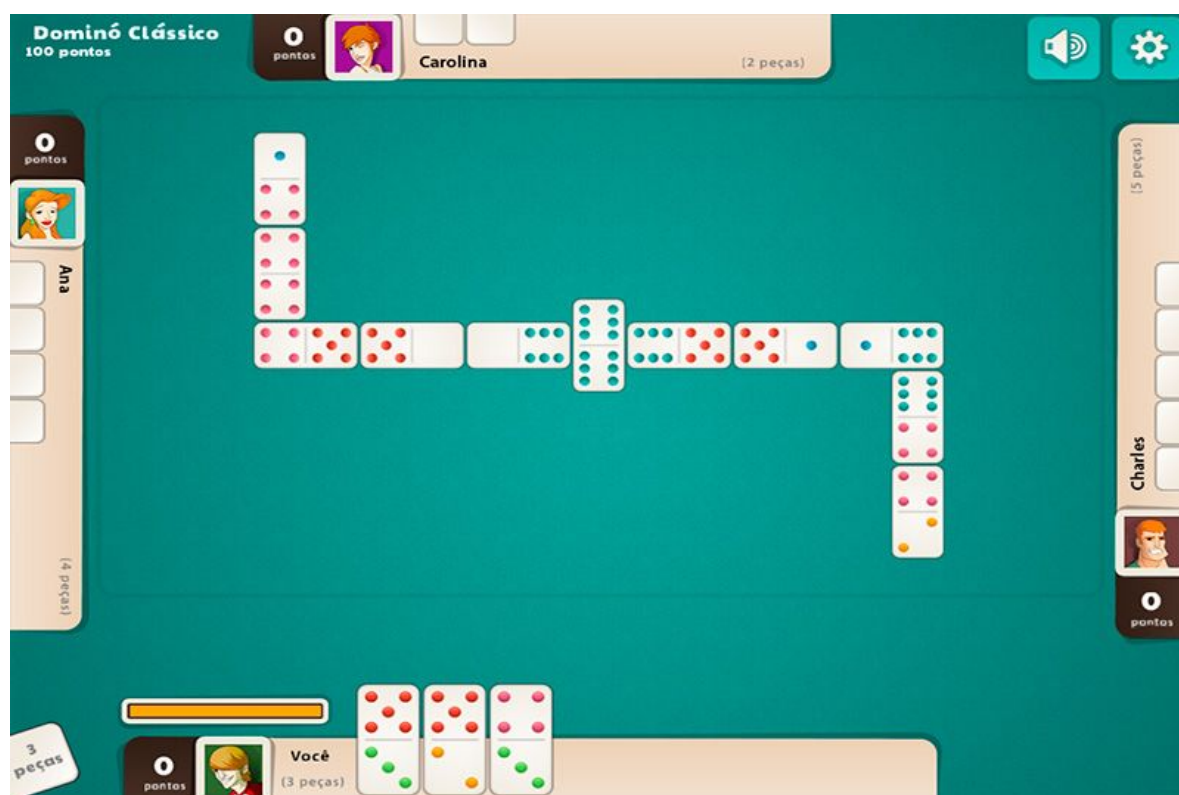 Dominó Clássico
100 pontos
0
pontos
Carolina
(2 peças)
0
pontos
Ana
(4 peças)
(5 peças)
Charles
0
pontos
3
peças
0
pontos
Você
(3 peças)